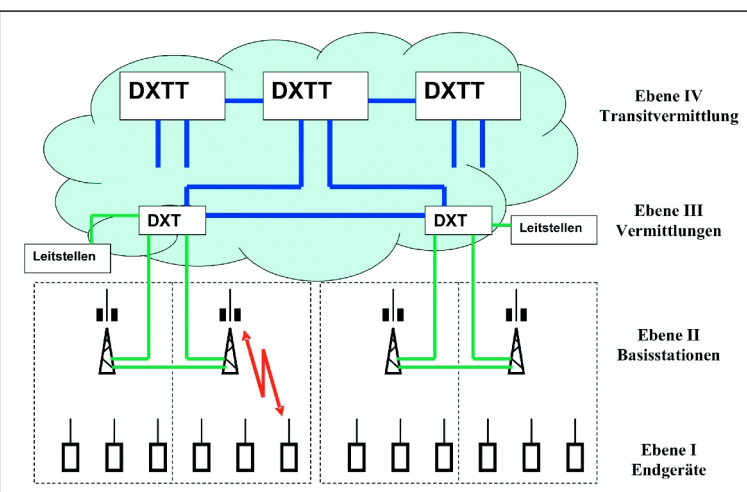 DXTT
DXTT
DXTT
Ebene IV
Transitvermittlung
DXT
DXT
Leitstellen
Leitstellen
Ebene III
Vermittlungen
Ebene II
Basisstationen
Ebene I
Endgeräte